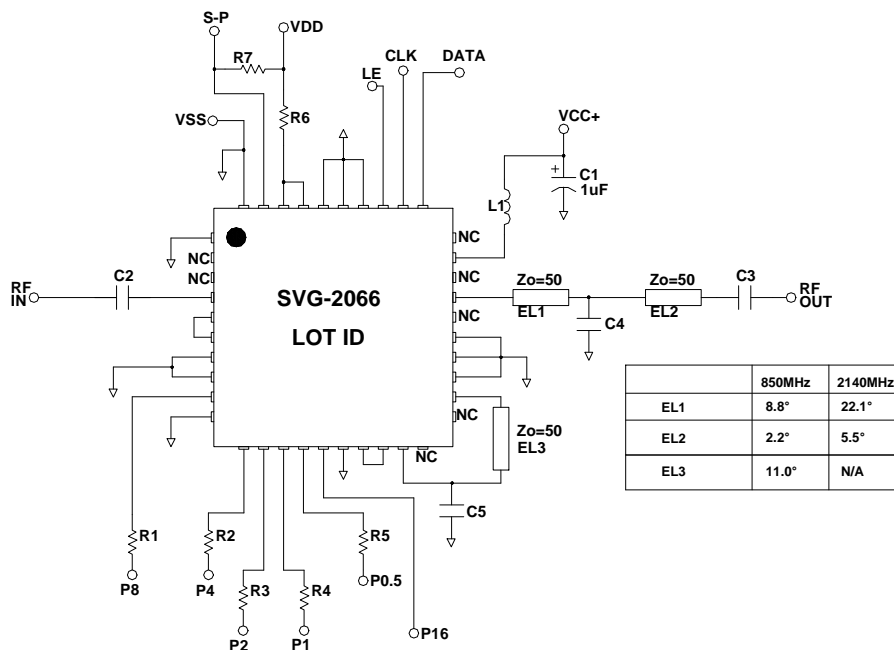 S-P
VDD
R7
CLK
DATA
LE
VSS
R6
VCC+
C1
1uF
L1
NC
NC
NC
NC
RF
IN
C2
SVG-2066
LOT ID
Zo=50
EL1
Zo=50
EL2
C3
RF
OUT
NC
C4
850MHz 2140MHz
EL1 8.8° 22.1°
EL2 2.2° 5.5°
EL3 11.0° N/A
NC
Zo=50
EL3
NC
C5
R1
R2
R5
P8
P4
R3
R4
P0.5
P2
P1
P16